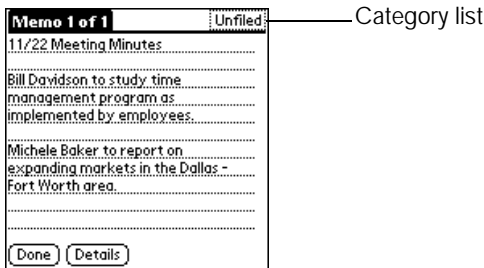 Memo 1 of 1
Unfiled
Category list
11/22 Meeting Minutes
Bill Davidson to study time
management program as
implemented by employees.
Michele Baker to report on
expanding markets in the Dallas -
Fort Worth area.
Done
Details